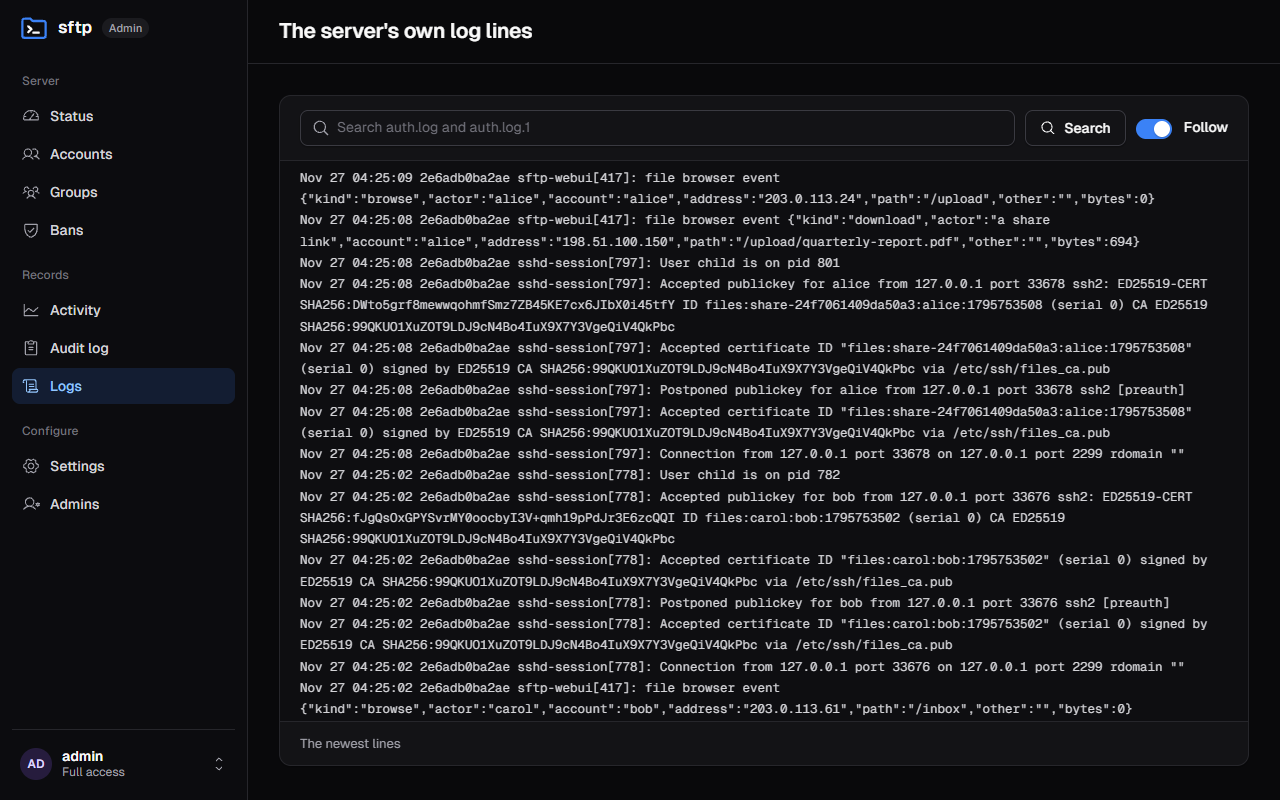 sftp Admin
Server
Status
Accounts
Groups
Bans
Records
Activity
Audit log
Logs
Configure
Settings
Admins
AD
admin
Full access
The server's own log lines
Search auth.log and auth.log.1
Search
Follow
Nov 27 04:25:09 2e6adb0ba2ae sftp-webui[417]: file browser event
{"kind":"browse","actor":"alice","account":"alice","address":"203.0.113.24","path":"/upload","other":"","bytes":0}
Nov 27 04:25:08 2e6adb0ba2ae sftp-webui[417]: file browser event {"kind":"download","actor":"a share
link","account":"alice","address":"198.51.100.150","path":"/upload/quarterly-report.pdf","other":"","bytes":694}
Nov 27 04:25:08 2e6adb0ba2ae sshd-session[797]: User child is on pid 801
Nov 27 04:25:08 2e6adb0ba2ae sshd-session[797]: Accepted publickey for alice from 127.0.0.1 port 33678 ssh2: ED25519-CERT
SHA256:DWto5grf8mewwqohmfSmz7ZB45KE7cx6JIbX0i45tfY ID files:share-24f7061409da50a3:alice:1795753508 (serial 0) CA ED25519
SHA256:99QKUO1XuZOT9LDJ9cN4Bo4IuX9X7Y3VgeQiV4QkPbc
Nov 27 04:25:08 2e6adb0ba2ae sshd-session[797]: Accepted certificate ID "files:share-24f7061409da50a3:alice:1795753508"
(serial 0) signed by ED25519 CA SHA256:99QKUO1XuZOT9LDJ9cN4Bo4IuX9X7Y3VgeQiV4QkPbc via /etc/ssh/files_ca.pub
Nov 27 04:25:08 2e6adb0ba2ae sshd-session[797]: Postponed publickey for alice from 127.0.0.1 port 33678 ssh2 [preauth]
Nov 27 04:25:08 2e6adb0ba2ae sshd-session[797]: Accepted certificate ID "files:share-24f7061409da50a3:alice:1795753508"
(serial 0) signed by ED25519 CA SHA256:99QKUO1XuZOT9LDJ9cN4Bo4IuX9X7Y3VgeQiV4QkPbc via /etc/ssh/files_ca.pub
Nov 27 04:25:08 2e6adb0ba2ae sshd-session[797]: Connection from 127.0.0.1 port 33678 on 127.0.0.1 port 2299 rdomain ""
Nov 27 04:25:02 2e6adb0ba2ae sshd-session[778]: User child is on pid 782
Nov 27 04:25:02 2e6adb0ba2ae sshd-session[778]: Accepted publickey for bob from 127.0.0.1 port 33676 ssh2: ED25519-CERT
SHA256:fJgQsOxGPYSvrMY0oocbyI3V+qmh19pPdJr3E6zcQQI ID files:carol:bob:1795753502 (serial 0) CA ED25519
SHA256:99QKUO1XuZOT9LDJ9cN4Bo4IuX9X7Y3VgeQiV4QkPbc
Nov 27 04:25:02 2e6adb0ba2ae sshd-session[778]: Accepted certificate ID "files:carol:bob:1795753502" (serial 0) signed by
ED25519 CA SHA256:99QKUO1XuZOT9LDJ9cN4Bo4IuX9X7Y3VgeQiV4QkPbc via /etc/ssh/files_ca.pub
Nov 27 04:25:02 2e6adb0ba2ae sshd-session[778]: Postponed publickey for bob from 127.0.0.1 port 33676 ssh2 [preauth]
Nov 27 04:25:02 2e6adb0ba2ae sshd-session[778]: Accepted certificate ID "files:carol:bob:1795753502" (serial 0) signed by
ED25519 CA SHA256:99QKUO1XuZOT9LDJ9cN4Bo4IuX9X7Y3VgeQiV4QkPbc via /etc/ssh/files_ca.pub
Nov 27 04:25:02 2e6adb0ba2ae sshd-session[778]: Connection from 127.0.0.1 port 33676 on 127.0.0.1 port 2299 rdomain ""
Nov 27 04:25:02 2e6adb0ba2ae sftp-webui[417]: file browser event
{"kind":"browse","actor":"carol","account":"bob","address":"203.0.113.61","path":"/inbox","other":"","bytes":0}
The newest lines